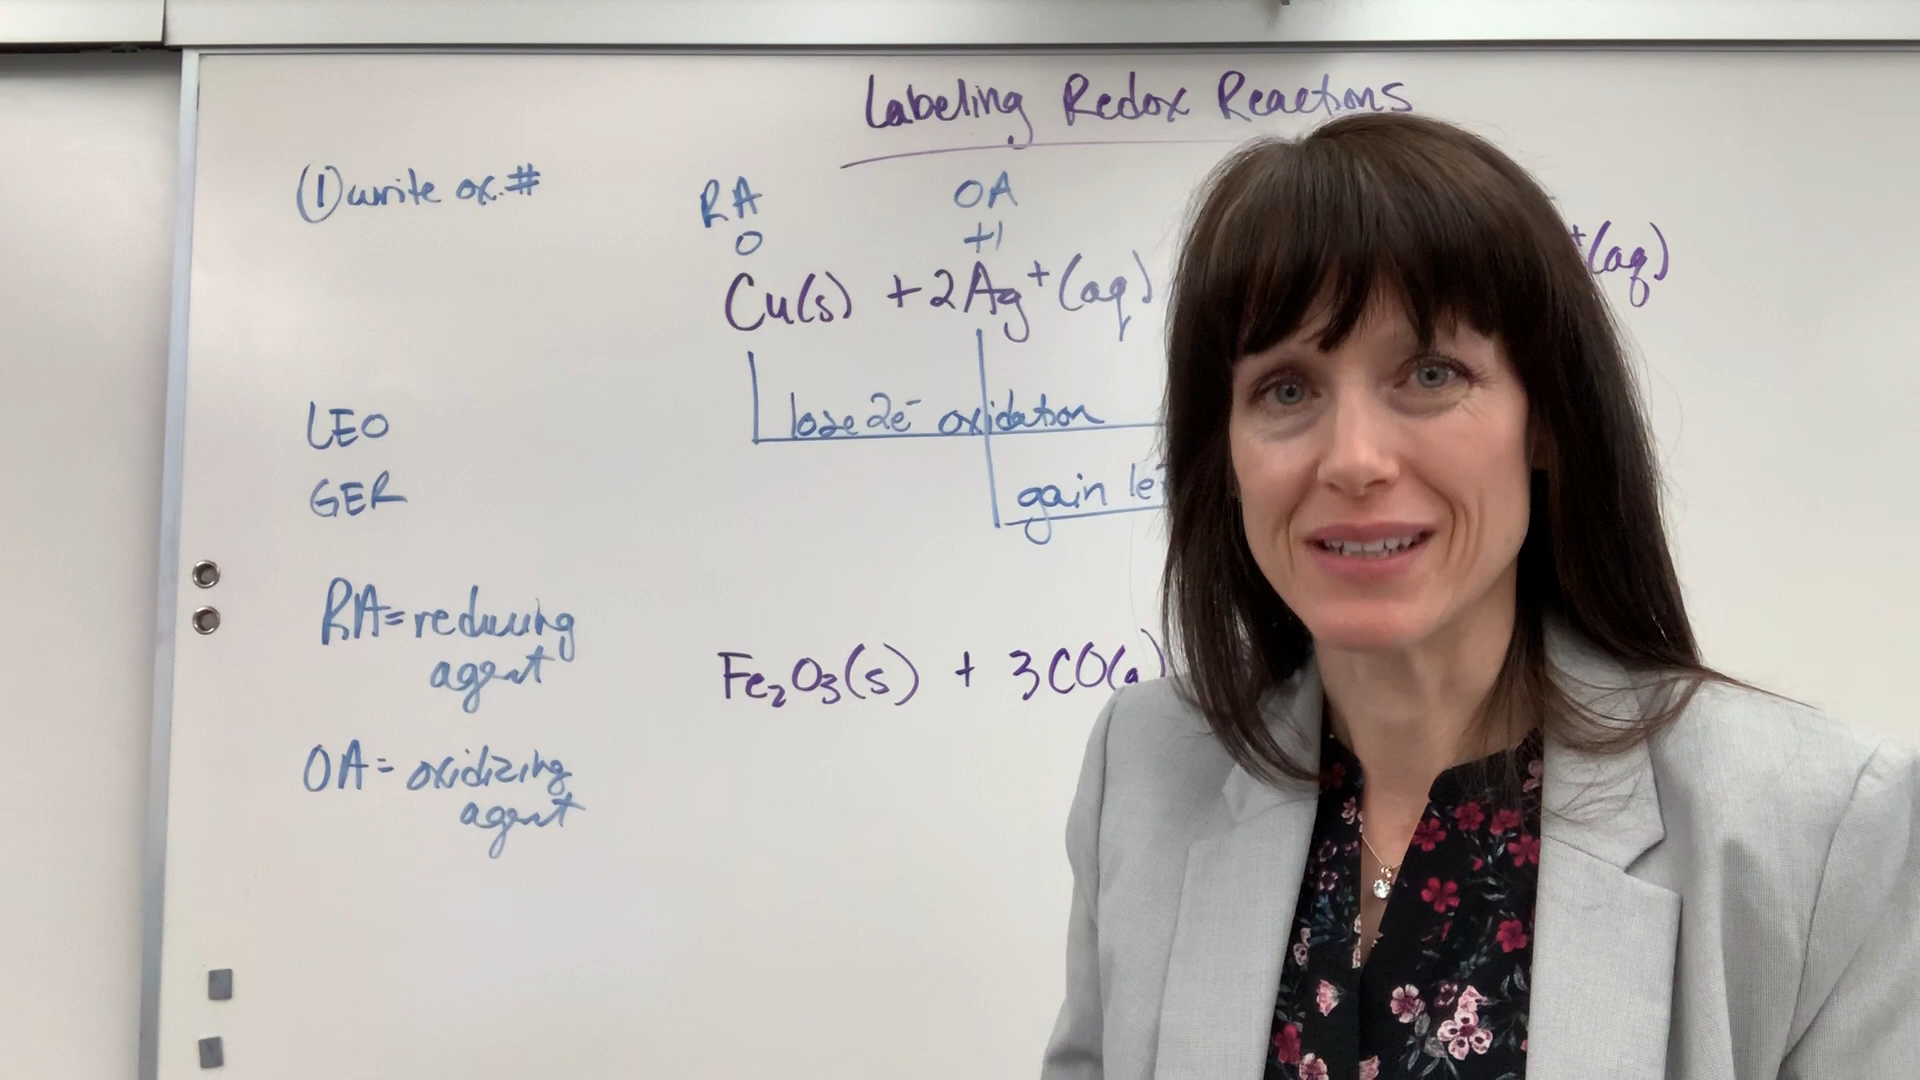 Labeling Redox Reactions
(1) write ox. #
RA OA
0 +1
Cu(s) + 2Ag⁺(aq) ⁺(aq)
LEO
lose 2e⁻ oxidation
GER
gain 1e⁻
RA = reducing
agent
Fe₂O₃(s) + 3CO(g)
OA = oxidizing
agent